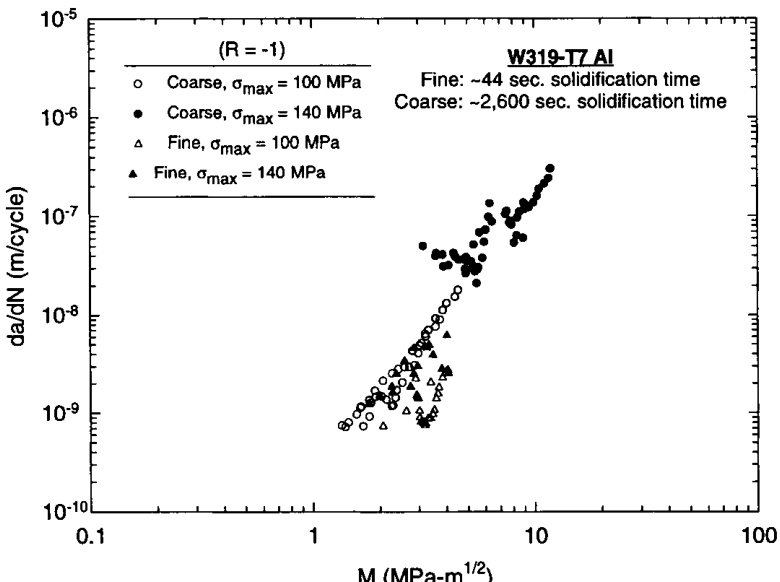 10⁻⁵
(R = -1)
Coarse, σmax = 100 MPa
Coarse, σmax = 140 MPa
Fine, σmax = 100 MPa
Fine, σmax = 140 MPa
W319-T7 Al
Fine: ~44 sec. solidification time
Coarse: ~2,600 sec. solidification time
10⁻⁶
10⁻⁷
10⁻⁸
10⁻⁹
10⁻¹⁰
da/dN (m/cycle)
0.1
1
10
100
M (MPa-m¹/²)